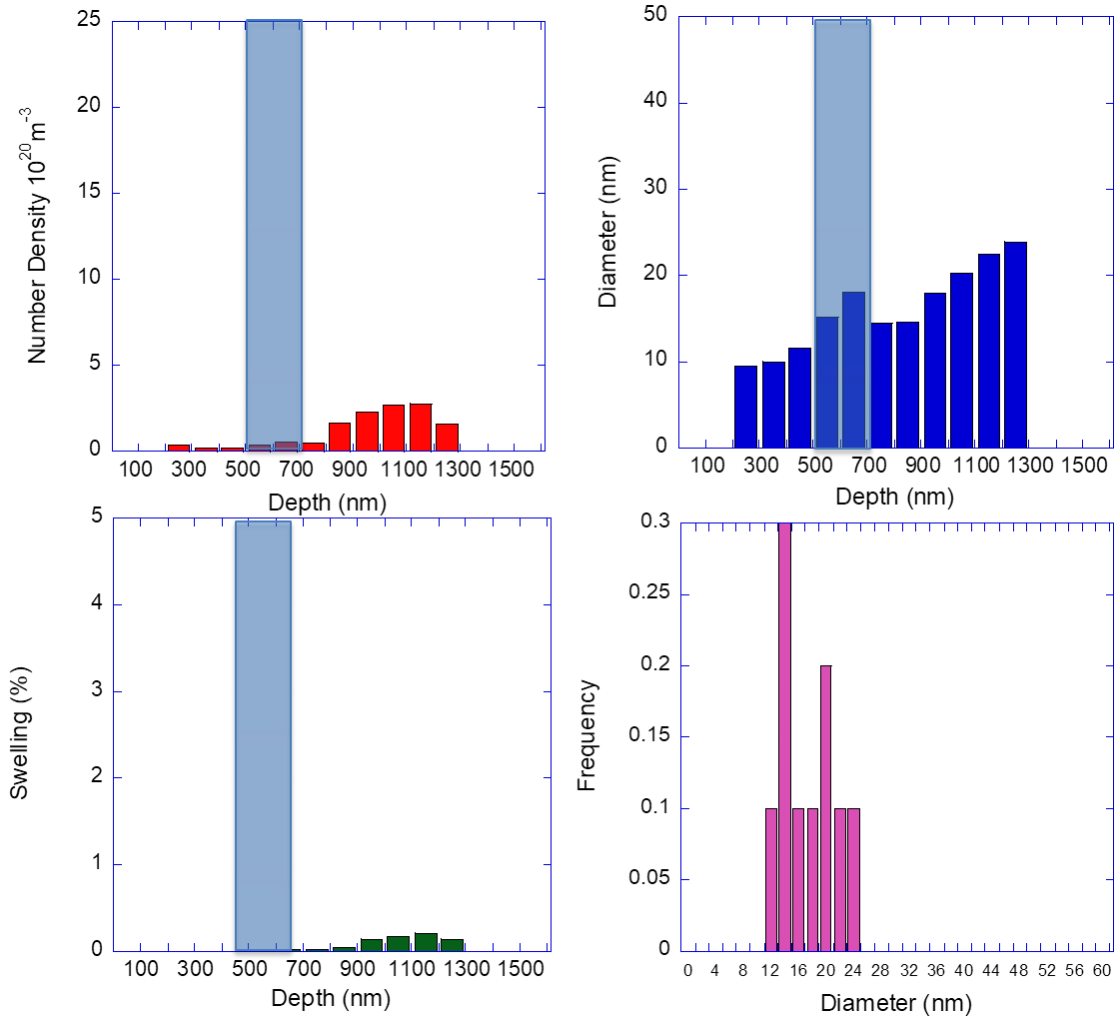 25
20
15
10
5
0
Number Density 10²⁰m⁻³
100 300 500 700 900 1100 1300 1500
Depth (nm)
50
40
30
20
10
0
Diameter (nm)
100 300 500 700 900 1100 1300 1500
Depth (nm)
5
4
3
2
1
0
Swelling (%)
100 300 500 700 900 1100 1300 1500
Depth (nm)
0.3
0.25
0.2
0.15
0.1
0.05
0
Frequency
0 4 8 12 16 20 24 28 32 36 40 44 48 52 56 60
Diameter (nm)